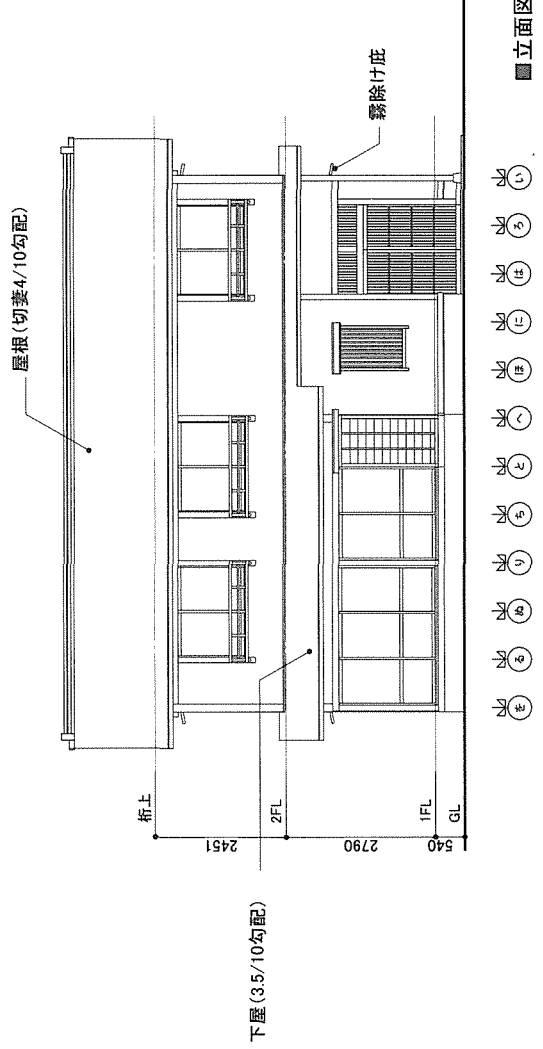 屋根(切妻4/10勾配)
霧除け庇
下屋(3.5/10勾配)
桁上
2451
2FL
2790
1FL
540
GL
を る ぬ り ち と へ ほ に は ろ い
■立面図